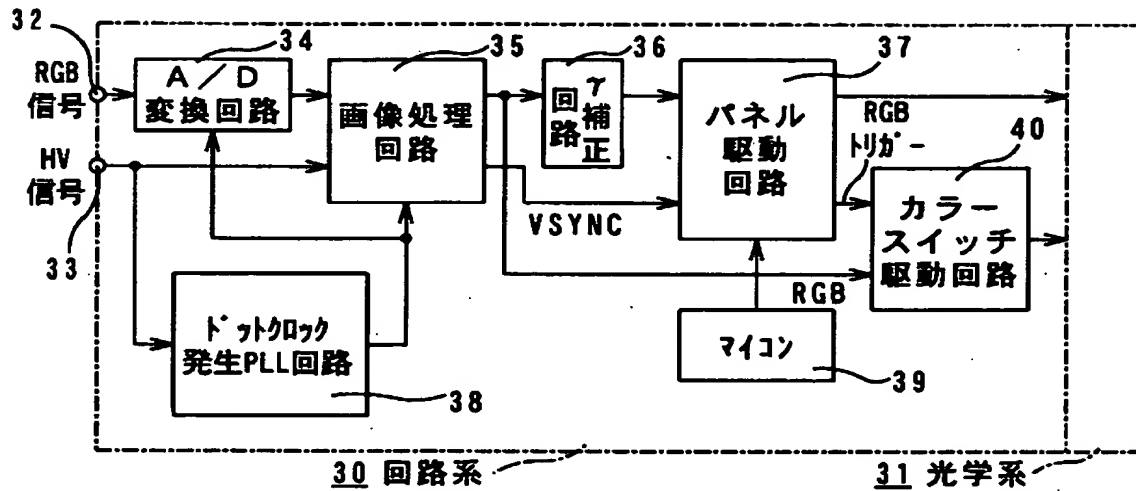 32
RGB
信号
HV
信号
33
34
A/D
変換回路
35
画像処理
回路
36
γ補正
回路
37
パネル
駆動
回路
RGB
トリガー
40
カラー
スイッチ
駆動回路
VSYNC
RGB
ドットクロック
発生PLL回路
38
マイコン
39
30 回路系
31 光学系